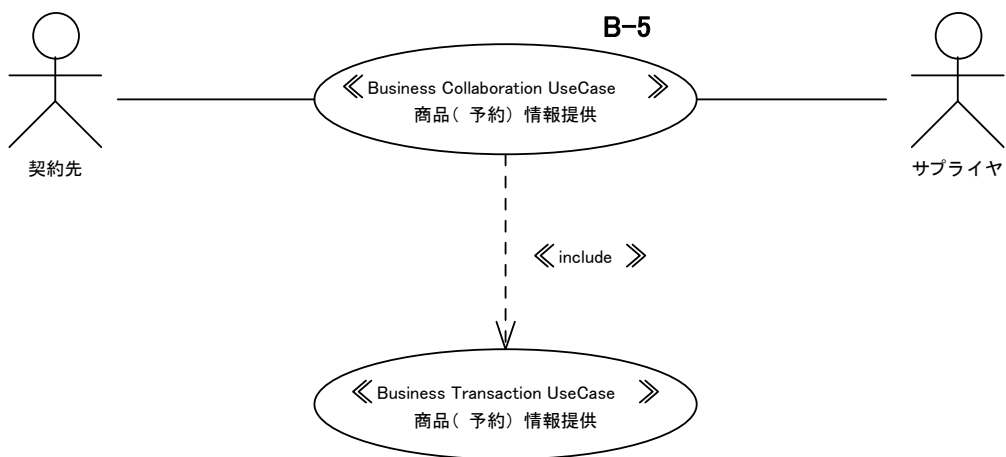 B-5
≪ Business Collaboration UseCase ≫
商品( 予約) 情報提供
契約先
サプライヤ
≪ include ≫
≪ Business Transaction UseCase ≫
商品( 予約) 情報提供